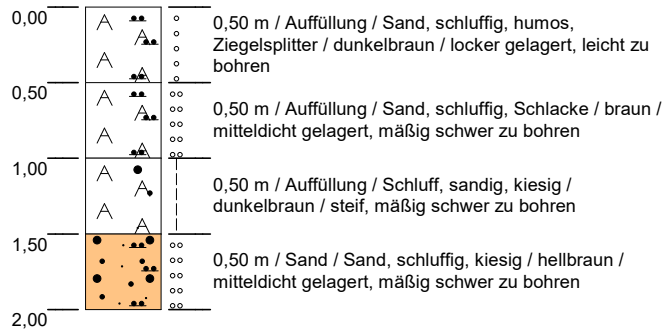 0,00
0,50 m / Auffüllung / Sand, schluffig, humos,
Ziegelsplitter / dunkelbraun / locker gelagert, leicht zu
bohren
0,50
0,50 m / Auffüllung / Sand, schluffig, Schlacke / braun /
mitteldicht gelagert, mäßig schwer zu bohren
1,00
0,50 m / Auffüllung / Schluff, sandig, kiesig /
dunkelbraun / steif, mäßig schwer zu bohren
1,50
0,50 m / Sand / Sand, schluffig, kiesig / hellbraun /
mitteldicht gelagert, mäßig schwer zu bohren
2,00